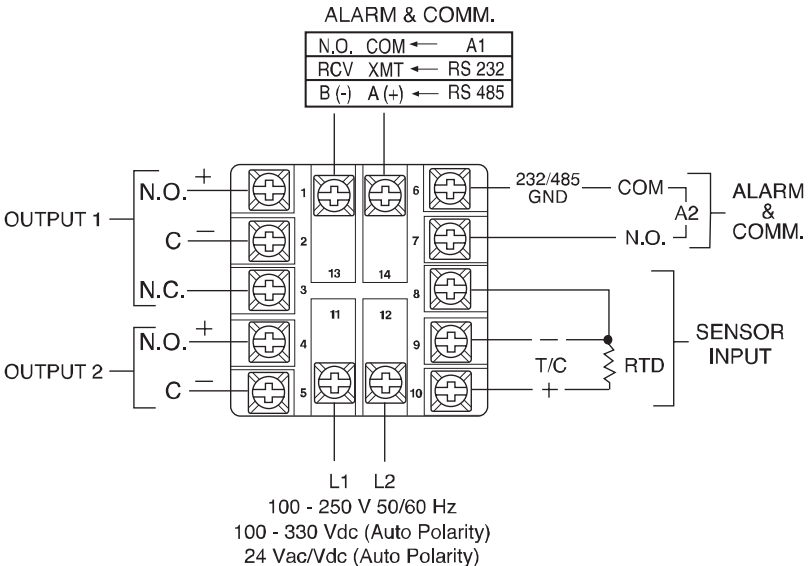 ALARM & COMM.
N.O. COM ← A1
RCV XMT ← RS 232
B (-) A (+) ← RS 485
OUTPUT 1
N.O. +
C −
N.C.
OUTPUT 2
N.O. +
C −
1
2
3
4
5
13
14
11
12
6
7
8
9
10
232/485
GND
COM
A2
N.O.
ALARM
&
COMM.
−
T/C
+
RTD
SENSOR
INPUT
L1 L2
100 - 250 V 50/60 Hz
100 - 330 Vdc (Auto Polarity)
24 Vac/Vdc (Auto Polarity)